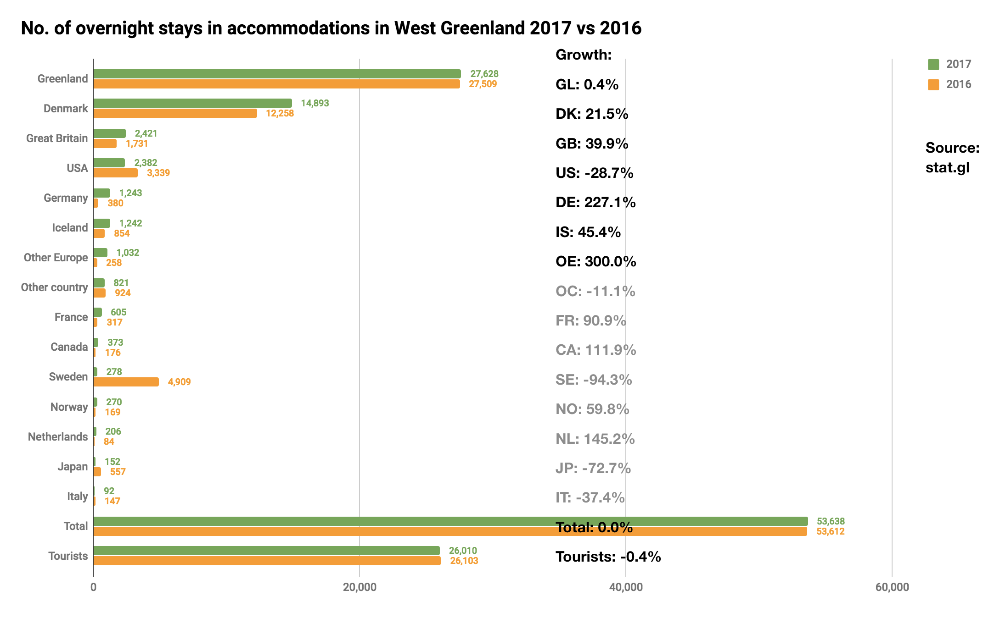 No. of overnight stays in accommodations in West Greenland 2017 vs 2016
Growth:
2017
2016
Source:
stat.gl
Greenland
27,628
27,509
GL: 0.4%
Denmark
14,893
12,258
DK: 21.5%
Great Britain
2,421
1,731
GB: 39.9%
USA
2,382
3,339
US: -28.7%
Germany
1,243
380
DE: 227.1%
Iceland
1,242
854
IS: 45.4%
Other Europe
1,032
258
OE: 300.0%
Other country
821
924
OC: -11.1%
France
605
317
FR: 90.9%
Canada
373
176
CA: 111.9%
Sweden
278
4,909
SE: -94.3%
Norway
270
169
NO: 59.8%
Netherlands
206
84
NL: 145.2%
Japan
152
557
JP: -72.7%
Italy
92
147
IT: -37.4%
Total
53,638
53,612
Total: 0.0%
Tourists
26,010
26,103
Tourists: -0.4%
0
20,000
40,000
60,000